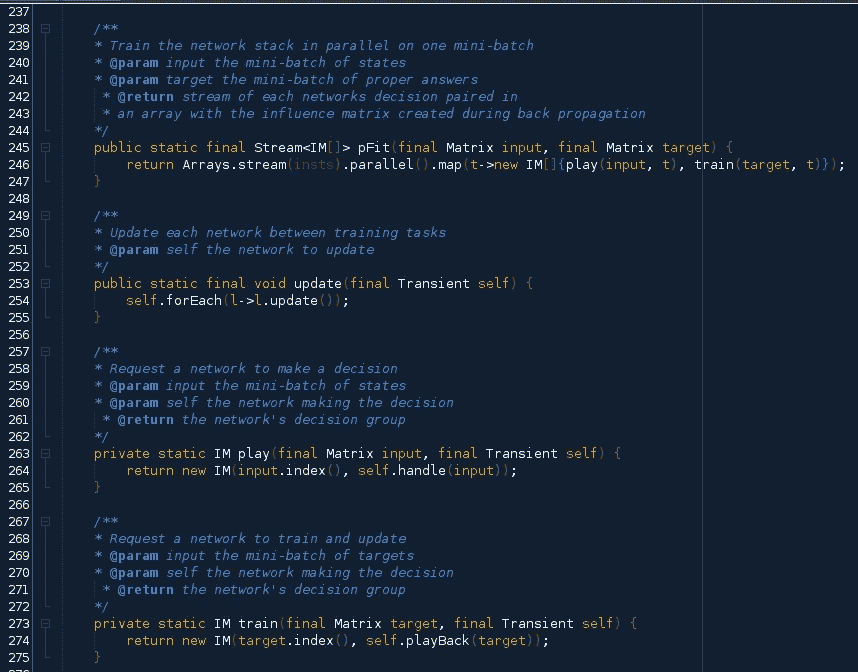 237
238 /**
239 * Train the network stack in parallel on one mini-batch
240 * @param input the mini-batch of states
241 * @param target the mini-batch of proper answers
242 * @return stream of each networks decision paired in
243 * an array with the influence matrix created during back propagation
244 */
245 public static final Stream<IM[]> pFit(final Matrix input, final Matrix target) {
246 return Arrays.stream(insts).parallel().map(t->new IM[]{play(input, t), train(target, t)});
247 }
248
249 /**
250 * Update each network between training tasks
251 * @param self the network to update
252 */
253 public static final void update(final Transient self) {
254 self.forEach(l->l.update());
255 }
256
257 /**
258 * Request a network to make a decision
259 * @param input the mini-batch of states
260 * @param self the network making the decision
261 * @return the network's decision group
262 */
263 private static IM play(final Matrix input, final Transient self) {
264 return new IM(input.index(), self.handle(input));
265 }
266
267 /**
268 * Request a network to train and update
269 * @param input the mini-batch of targets
270 * @param self the network making the decision
271 * @return the network's decision group
272 */
273 private static IM train(final Matrix target, final Transient self) {
274 return new IM(target.index(), self.playBack(target));
275 }